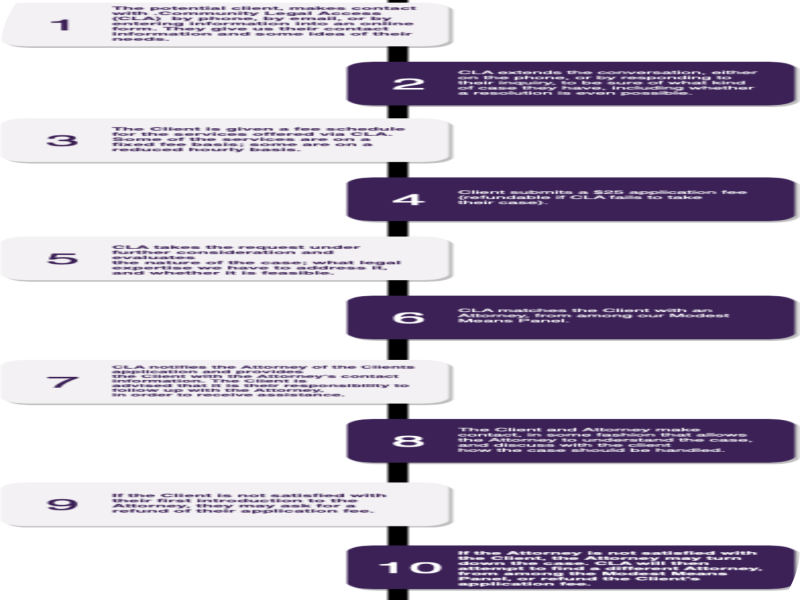 1
The potential client, makes contact
with .Community Legal Access
(CLA) by phone, by email, or by
entering information into an online
form. They give us their contact
information and some idea of their
needs.
2
CLA extends the conversation, either
on the phone, or by responding to
their inquiry, to be sure of what kind
of case they have, including whether
a resolution is even possible.
3
The Client is given a fee schedule
for the services offered via CLA.
Some of the services are on a
fixed fee basis; some are on a
reduced hourly basis.
4
Client submits a $25 application fee
(refundable if CLA fails to take
their case).
5
CLA takes the request under
further consideration and
evaluates
the nature of the case; what legal
expertise we have to address it,
and whether it is feasible.
6
CLA matches the Client with an
Attorney, from among our Modest
Means Panel.
7
CLA notifies the Attorney of the Clients
application and provides
the Client with the Attorney's contact
information. The Client is
advised that it is their responsibility to
follow up with the Attorney,
in order to receive assistance.
8
The Client and Attorney make
contact, in some fashion that allows
the Attorney to understand the case,
and discuss with the client
how the case should be handled.
9
If the Client is not satisfied with
their first introduction to the
Attorney, they may ask for a
refund of their application fee.
10
If the Attorney is not satisfied with
the Client, the Attorney may turn
down the case. CLA will then
attempt to find a different Attorney,
from among the Modest Means
Panel, or refund the Client's
application fee.